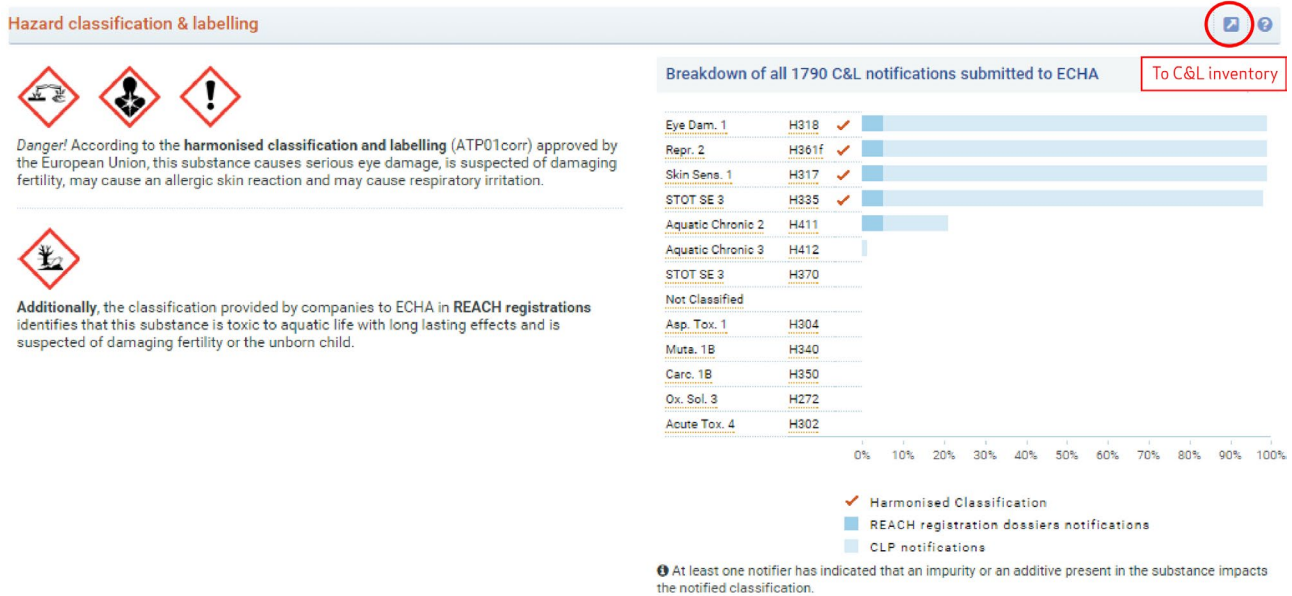 Hazard classification & labelling
To C&L inventory
Danger! According to the harmonised classification and labelling (ATP01corr) approved by
the European Union, this substance causes serious eye damage, is suspected of damaging
fertility, may cause an allergic skin reaction and may cause respiratory irritation.
Additionally, the classification provided by companies to ECHA in REACH registrations
identifies that this substance is toxic to aquatic life with long lasting effects and is
suspected of damaging fertility or the unborn child.
Breakdown of all 1790 C&L notifications submitted to ECHA
Eye Dam. 1 H318
Repr. 2 H361f
Skin Sens. 1 H317
STOT SE 3 H335
Aquatic Chronic 2 H411
Aquatic Chronic 3 H412
STOT SE 3 H370
Not Classified
Asp. Tox. 1 H304
Muta. 1B H340
Carc. 1B H350
Ox. Sol. 3 H272
Acute Tox. 4 H302
0% 10% 20% 30% 40% 50% 60% 70% 80% 90% 100%
Harmonised Classification
REACH registration dossiers notifications
CLP notifications
At least one notifier has indicated that an impurity or an additive present in the substance impacts
the notified classification.